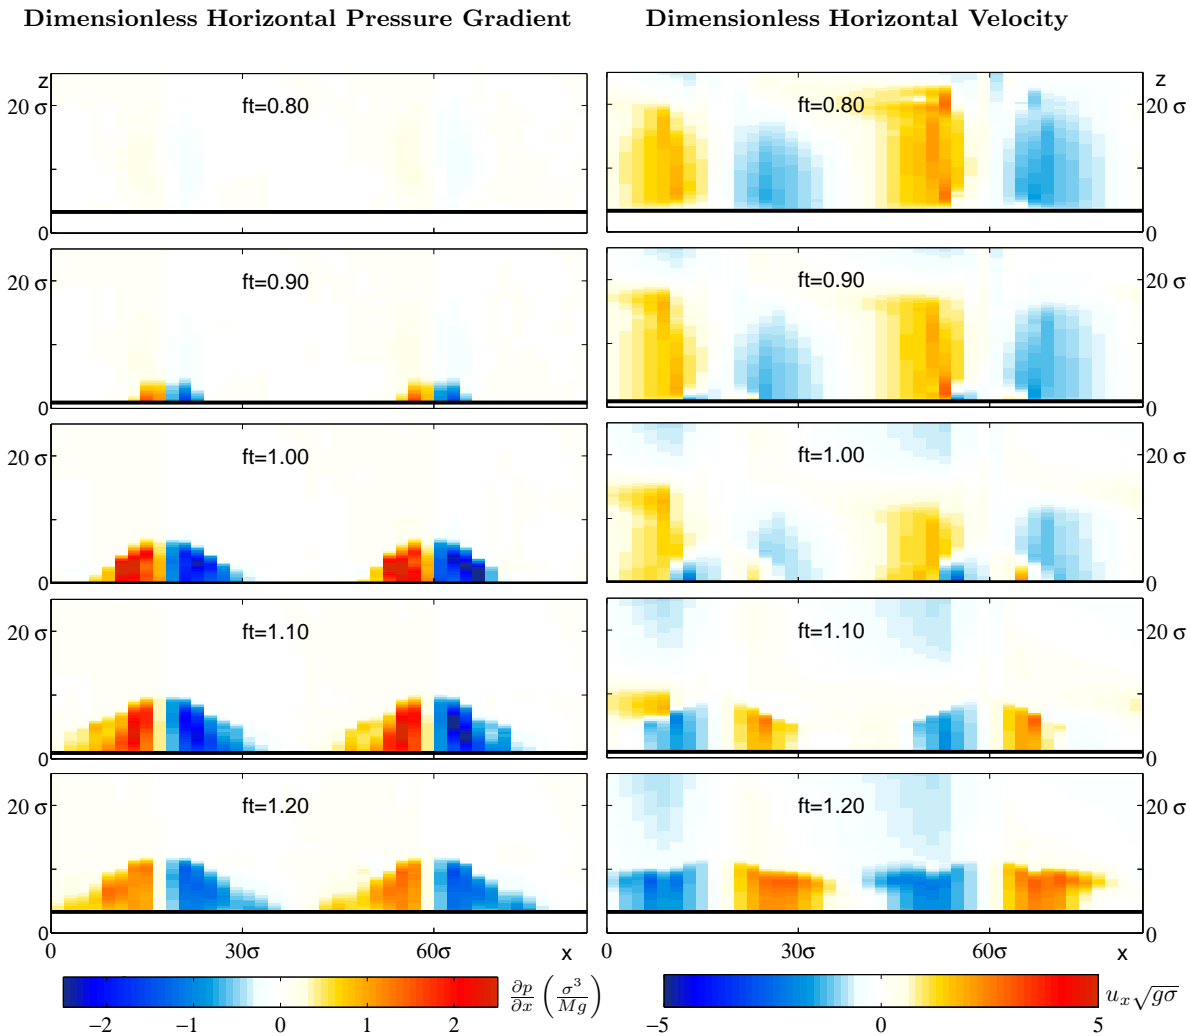 Dimensionless Horizontal Pressure Gradient
Dimensionless Horizontal Velocity
z
20 σ
ft=0.80
0
ft=0.80
z
20 σ
0
20 σ
ft=0.90
0
ft=0.90
20 σ
0
20 σ
ft=1.00
0
ft=1.00
20 σ
0
20 σ
ft=1.10
0
ft=1.10
20 σ
0
20 σ
ft=1.20
0
ft=1.20
20 σ
0
0 30σ 60σ x
0 30σ 60σ x
∂p/∂x (σ³/Mg)
−2 −1 0 1 2
u_x√gσ
−5 0 5